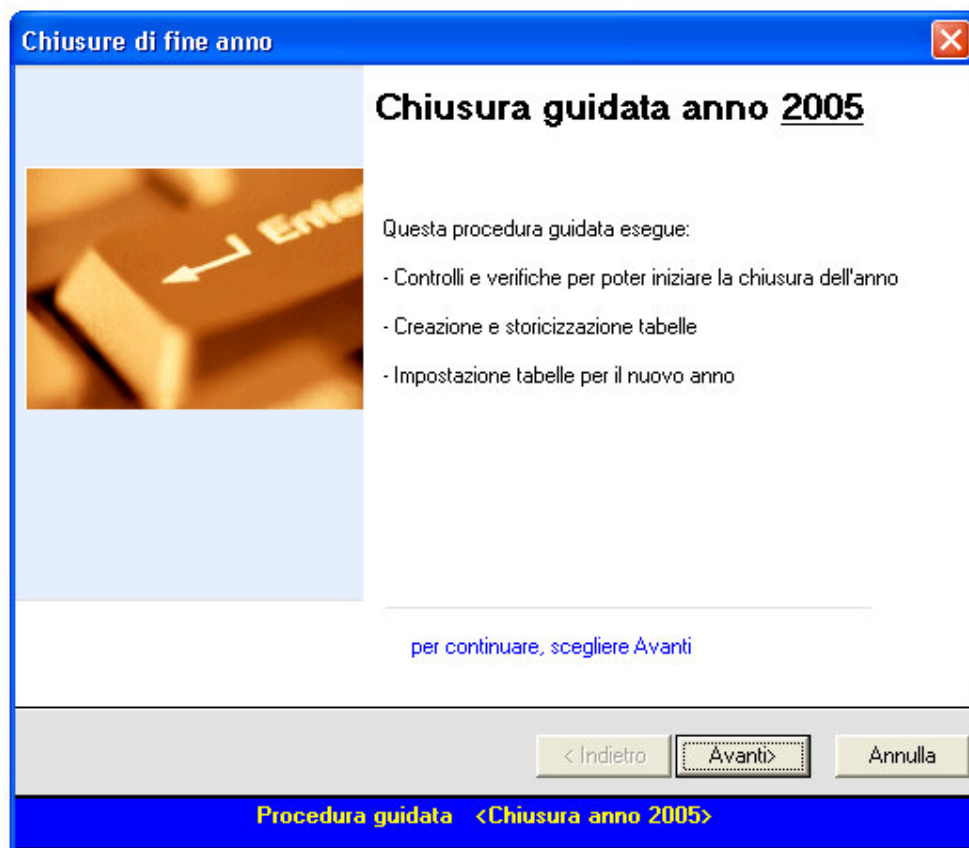 Chiusure di fine anno
Chiusura guidata anno 2005
Enter
Questa procedura guidata esegue:
- Controlli e verifiche per poter iniziare la chiusura dell'anno
- Creazione e storicizzazione tabelle
- Impostazione tabelle per il nuovo anno
per continuare, scegliere Avanti
< Indietro
Avanti>
Annulla
Procedura guidata <Chiusura anno 2005>